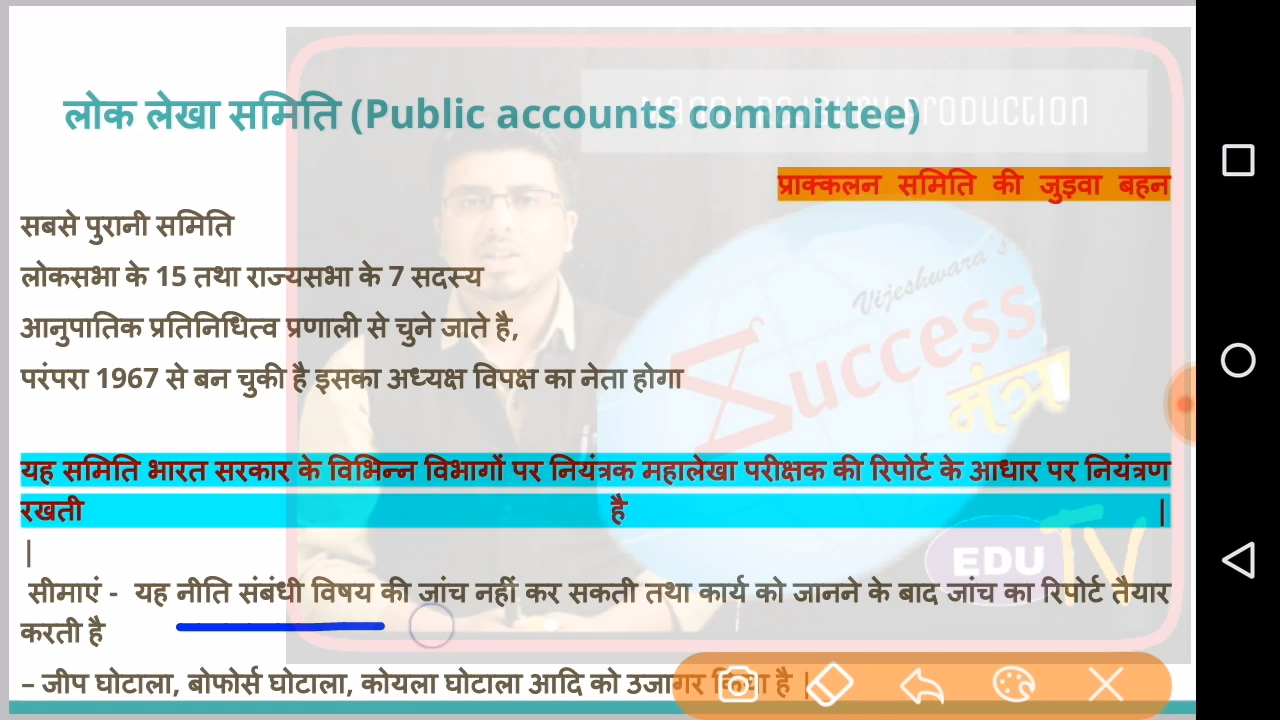 लोक लेखा समिति (Public accounts committee)
प्राक्कलन समिति की जुड़वा बहन
सबसे पुरानी समिति
लोकसभा के 15 तथा राज्यसभा के 7 सदस्य
आनुपातिक प्रतिनिधित्व प्रणाली से चुने जाते है,
परंपरा 1967 से बन चुकी है इसका अध्यक्ष विपक्ष का नेता होगा
Vijeshwara's
Success
मंत्र
यह समिति भारत सरकार के विभिन्न विभागों पर नियंत्रक महालेखा परीक्षक की रिपोर्ट के आधार पर नियंत्रण
रखती है |
|
EDU TV
सीमाएं - यह नीति संबंधी विषय की जांच नहीं कर सकती तथा कार्य को जानने के बाद जांच का रिपोर्ट तैयार
करती है
– जीप घोटाला, बोफोर्स घोटाला, कोयला घोटाला आदि को उजागर किया है |